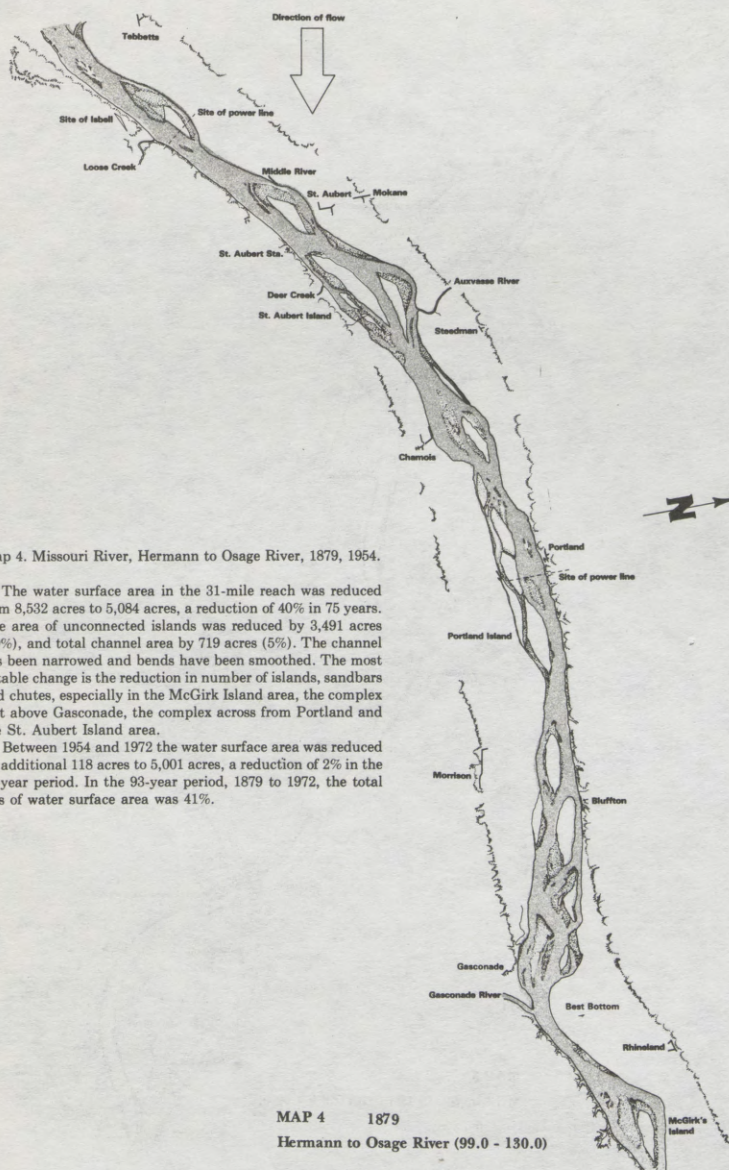 Direction of flow
Tebbetts
Site of power line
Site of Isbell
Loose Creek
Middle River
St. Aubert
Mokane
St. Aubert Sta.
Auxvasse River
Deer Creek
St. Aubert Island
Steedman
Chamois
N
Portland
Site of power line
Portland Island
p 4. Missouri River, Hermann to Osage River, 1879, 1954.
The water surface area in the 31-mile reach was reduced
m 8,532 acres to 5,084 acres, a reduction of 40% in 75 years.
e area of unconnected islands was reduced by 3,491 acres
%), and total channel area by 719 acres (5%). The channel
s been narrowed and bends have been smoothed. The most
table change is the reduction in number of islands, sandbars
d chutes, especially in the McGirk Island area, the complex
t above Gasconade, the complex across from Portland and
e St. Aubert Island area.
Between 1954 and 1972 the water surface area was reduced
additional 118 acres to 5,001 acres, a reduction of 2% in the
year period. In the 93-year period, 1879 to 1972, the total
s of water surface area was 41%.
Morrison
Bluffton
Gasconade
Gasconade River
Best Bottom
Rhineland
McGirk's
Island
MAP 4 1879
Hermann to Osage River (99.0 - 130.0)